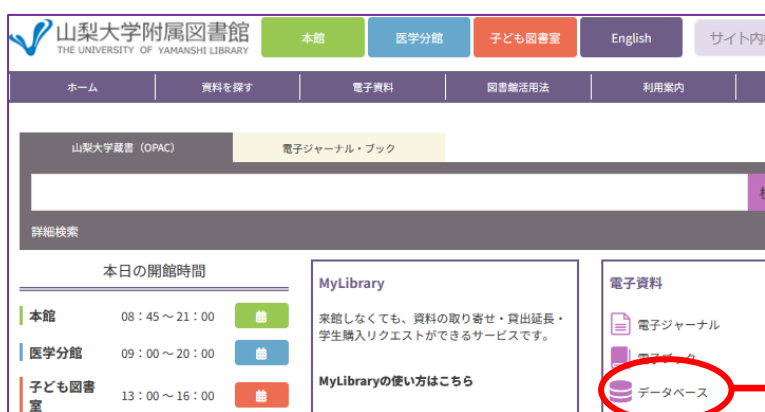 山梨大学附属図書館
THE UNIVERSITY OF YAMANSHI LIBRARY
本館 医学分館 子ども図書室 English サイト内
ホーム 資料を探す 電子資料 図書館活用法 利用案内
山梨大学蔵書（OPAC） 電子ジャーナル・ブック
詳細検索
本日の開館時間
本館 08：45～21：00
医学分館 09：00～20：00
子ども図書
室
13：00～16：00
MyLibrary
来館しなくても、資料の取り寄せ・貸出延長・
学生購入リクエストができるサービスです。
MyLibraryの使い方はこちら
電子資料
電子ジャーナル
電子ブック
データベース